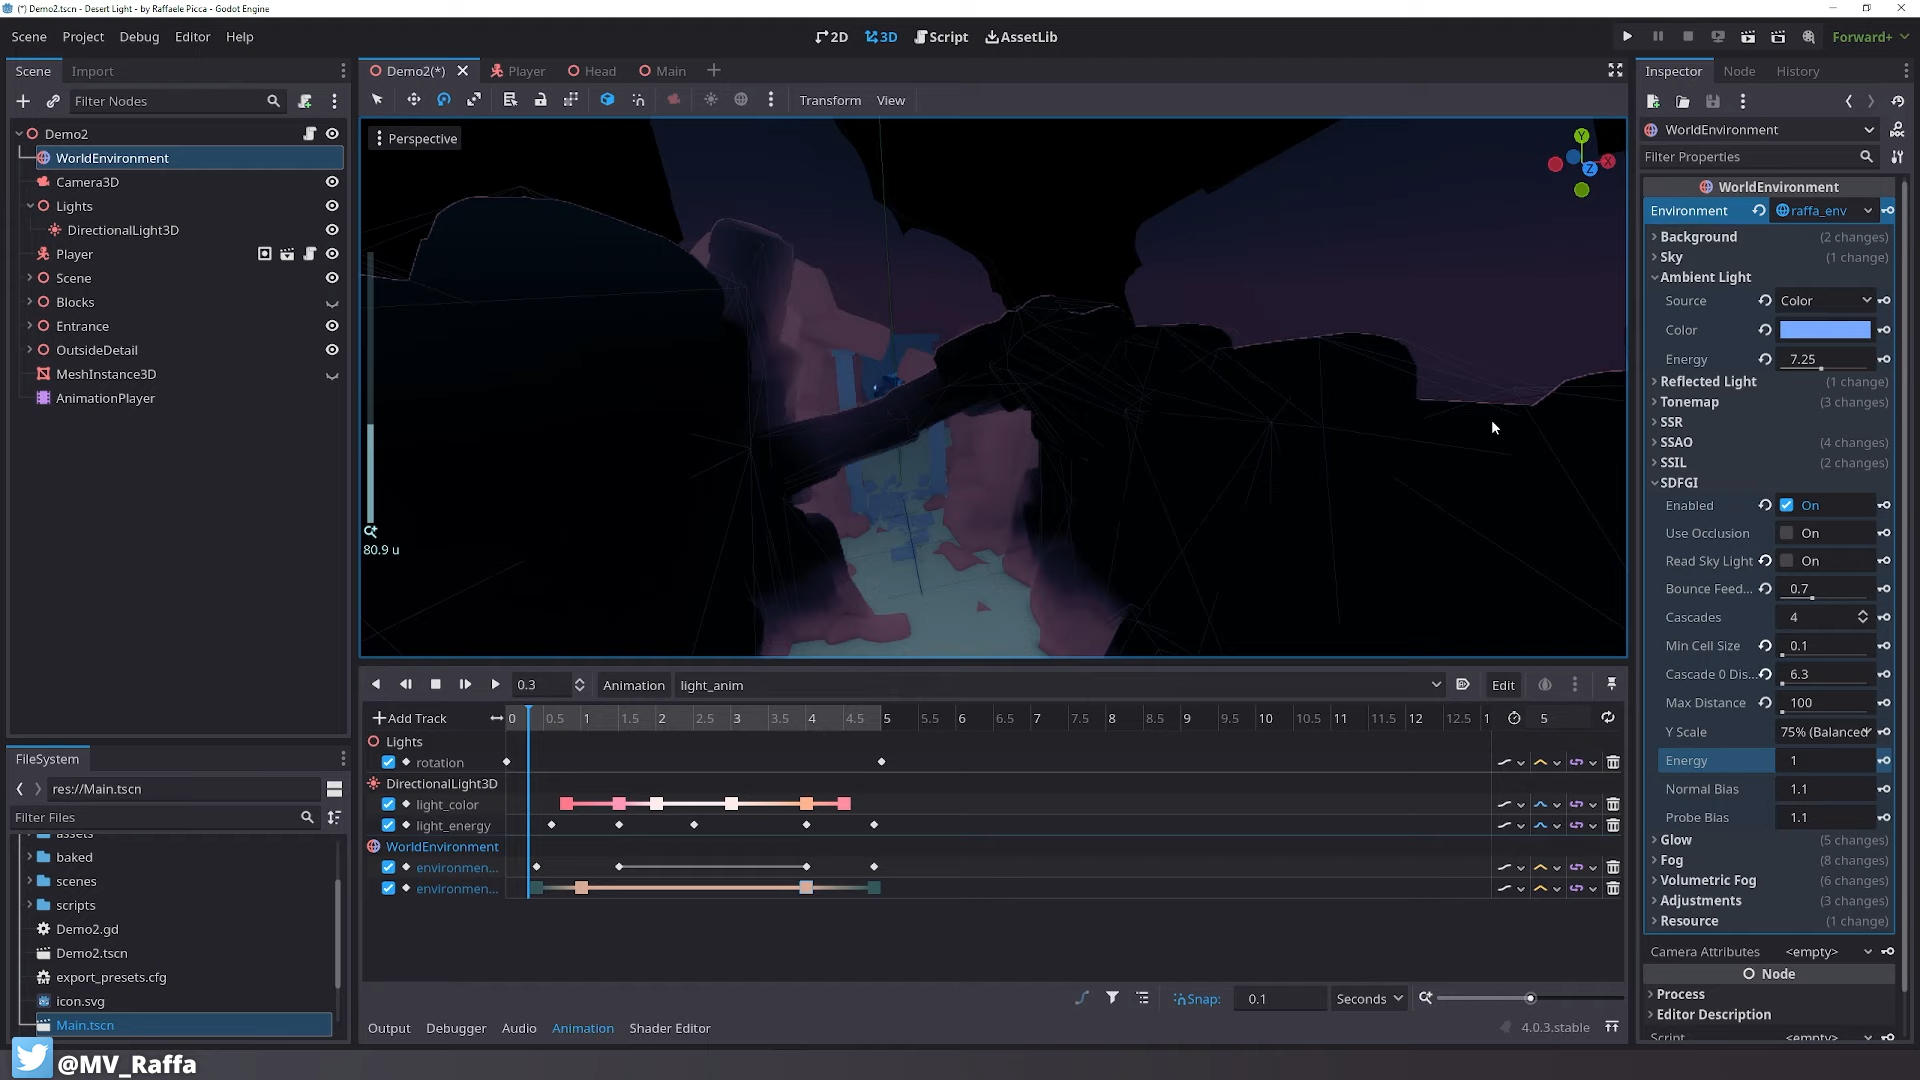 (*) Demo2.tscn - Desert Light - by Raffaele Picca - Godot Engine
Scene Project Debug Editor Help
2D 3D Script AssetLib
Forward+
Scene Import
Filter Nodes
Demo2
WorldEnvironment
Camera3D
Lights
DirectionalLight3D
Player
Scene
Blocks
Entrance
OutsideDetail
MeshInstance3D
AnimationPlayer
FileSystem
res://Main.tscn
Filter Files
assets
baked
scenes
scripts
Demo2.gd
Demo2.tscn
export_presets.cfg
icon.svg
Main.tscn
@MV_Raffa
Demo2(*) Player Head Main
Transform View
Perspective
Y
X
Z
80.9 u
0.3 Animation light_anim Edit
Add Track 0 0.5 1 1.5 2 2.5 3 3.5 4 4.5 5 5.5 6 6.5 7 7.5 8 8.5 9 9.5 10 10.5 11 11.5 12 12.5 1 5
Lights
rotation
DirectionalLight3D
light_color
light_energy
WorldEnvironment
environmen...
environmen...
Snap: 0.1 Seconds
Output Debugger Audio Animation Shader Editor 4.0.3.stable
Inspector Node History
WorldEnvironment
Filter Properties
WorldEnvironment
Environment raffa_env
Background (2 changes)
Sky (1 change)
Ambient Light
Source Color
Color
Energy 7.25
Reflected Light (1 change)
Tonemap (3 changes)
SSR
SSAO (4 changes)
SSIL (2 changes)
SDFGI
Enabled On
Use Occlusion On
Read Sky Light On
Bounce Feed... 0.7
Cascades 4
Min Cell Size 0.1
Cascade 0 Dis... 6.3
Max Distance 100
Y Scale 75% (Balanced
Energy 1
Normal Bias 1.1
Probe Bias 1.1
Glow (5 changes)
Fog (8 changes)
Volumetric Fog (6 changes)
Adjustments (3 changes)
Resource (1 change)
Camera Attributes <empty>
Node
Process
Editor Description
Script <empty>